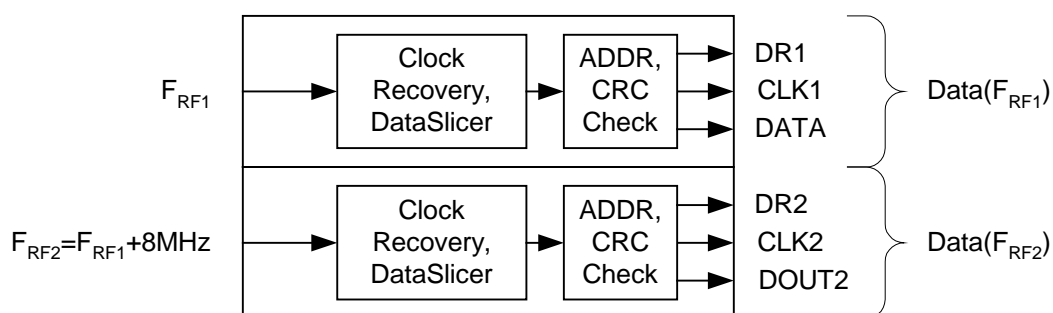 F_RF1
Clock
Recovery,
DataSlicer
ADDR,
CRC
Check
DR1
CLK1
DATA
Data(F_RF1)
F_RF2=F_RF1+8MHz
Clock
Recovery,
DataSlicer
ADDR,
CRC
Check
DR2
CLK2
DOUT2
Data(F_RF2)